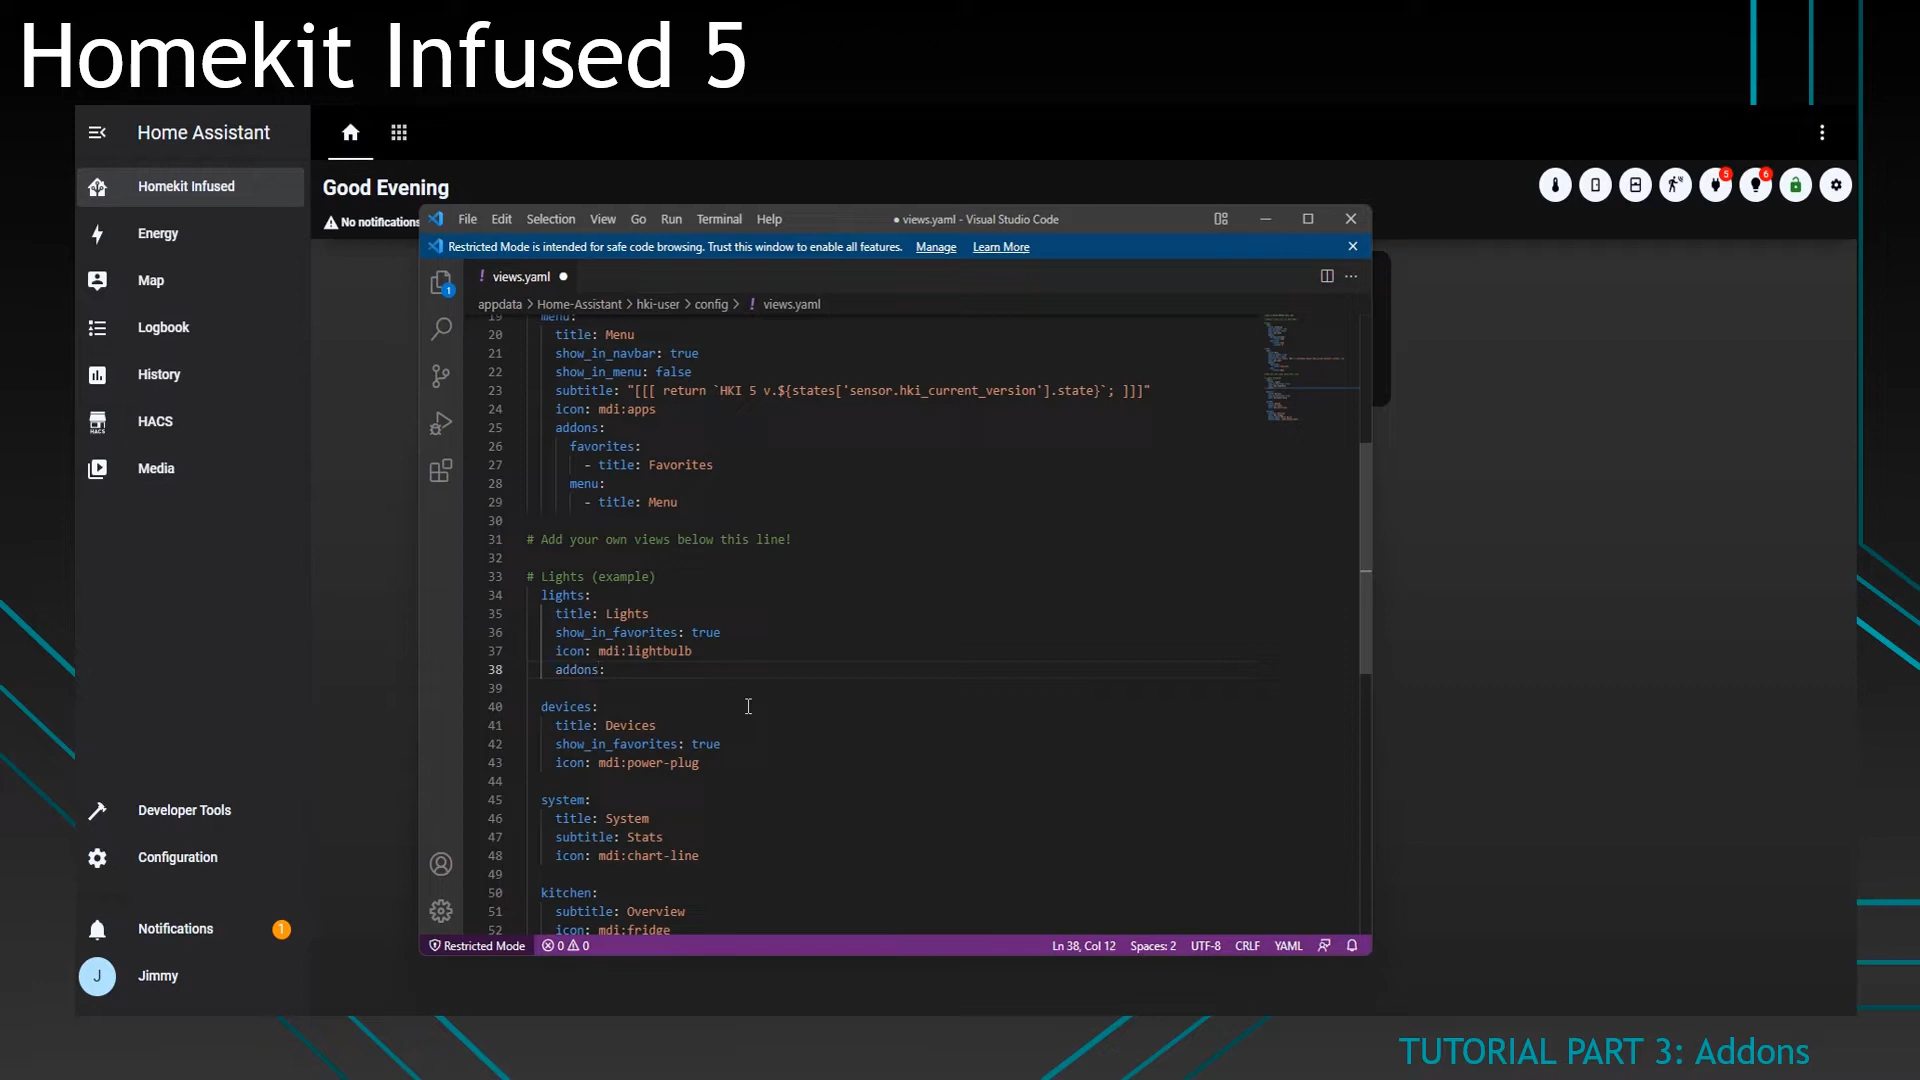 Homekit Infused 5
Home Assistant
Homekit Infused
Energy
Map
Logbook
History
HACS
HACS
Media
Developer Tools
Configuration
Notifications
1
J
Jimmy
Good Evening
No notifications
5
6
File Edit Selection View Go Run Terminal Help
● views.yaml - Visual Studio Code
Restricted Mode is intended for safe code browsing. Trust this window to enable all features. Manage Learn More
1
! views.yaml
appdata > Home-Assistant > hki-user > config > ! views.yaml
19 menu:
20 title: Menu
21 show_in_navbar: true
22 show_in_menu: false
23 subtitle: "[[[ return `HKI 5 v.${states['sensor.hki_current_version'].state}`; ]]]"
24 icon: mdi:apps
25 addons:
26 favorites:
27 - title: Favorites
28 menu:
29 - title: Menu
30
31 # Add your own views below this line!
32
33 # Lights (example)
34 lights:
35 title: Lights
36 show_in_favorites: true
37 icon: mdi:lightbulb
38 addons:
39
40 devices:
41 title: Devices
42 show_in_favorites: true
43 icon: mdi:power-plug
44
45 system:
46 title: System
47 subtitle: Stats
48 icon: mdi:chart-line
49
50 kitchen:
51 subtitle: Overview
52 icon: mdi:fridge
Restricted Mode 0 0 Ln 38, Col 12 Spaces: 2 UTF-8 CRLF YAML
TUTORIAL PART 3: Addons